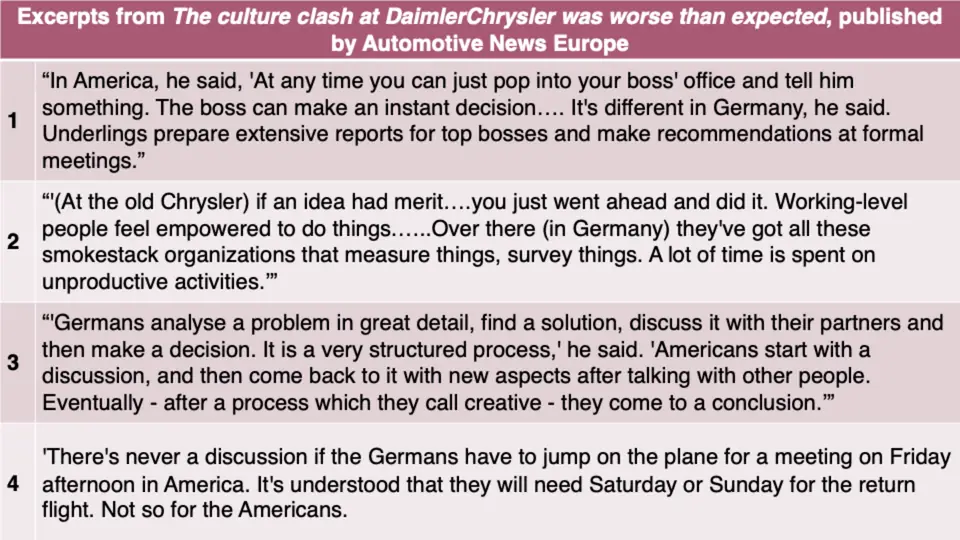 Excerpts from The culture clash at DaimlerChrysler was worse than expected, published
by Automotive News Europe
1
“In America, he said, 'At any time you can just pop into your boss' office and tell him
something. The boss can make an instant decision…. It's different in Germany, he said.
Underlings prepare extensive reports for top bosses and make recommendations at formal
meetings.”
2
“'(At the old Chrysler) if an idea had merit….you just went ahead and did it. Working-level
people feel empowered to do things…...Over there (in Germany) they've got all these
smokestack organizations that measure things, survey things. A lot of time is spent on
unproductive activities.'”
3
“'Germans analyse a problem in great detail, find a solution, discuss it with their partners and
then make a decision. It is a very structured process,' he said. 'Americans start with a
discussion, and then come back to it with new aspects after talking with other people.
Eventually - after a process which they call creative - they come to a conclusion.'”
4
'There's never a discussion if the Germans have to jump on the plane for a meeting on Friday
afternoon in America. It's understood that they will need Saturday or Sunday for the return
flight. Not so for the Americans.